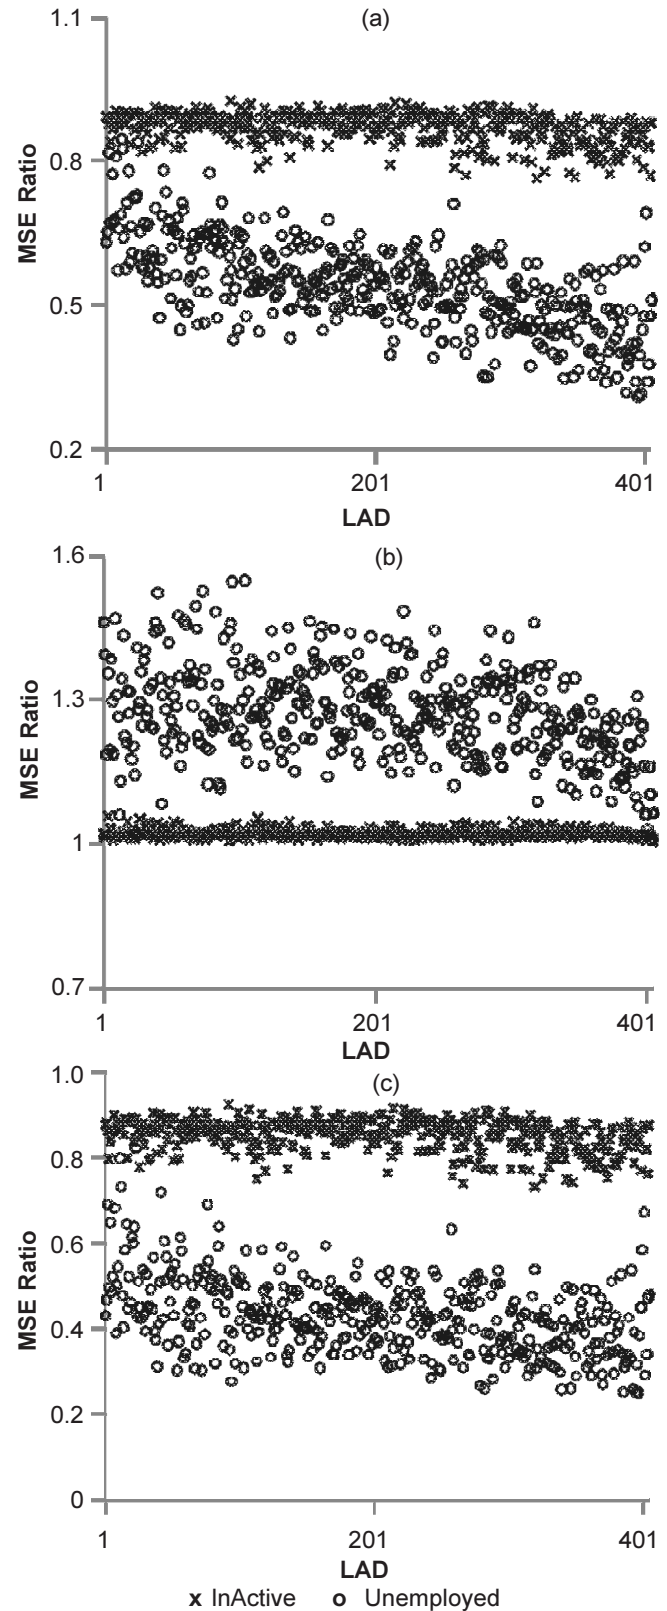 (a)
1.1
0.8
0.5
0.2
MSE Ratio
1 201 401
LAD
(b)
1.6
1.3
1
0.7
MSE Ratio
1 201 401
LAD
(c)
1.0
0.8
0.6
0.4
0.2
0
MSE Ratio
1 201 401
LAD
x InActive o Unemployed